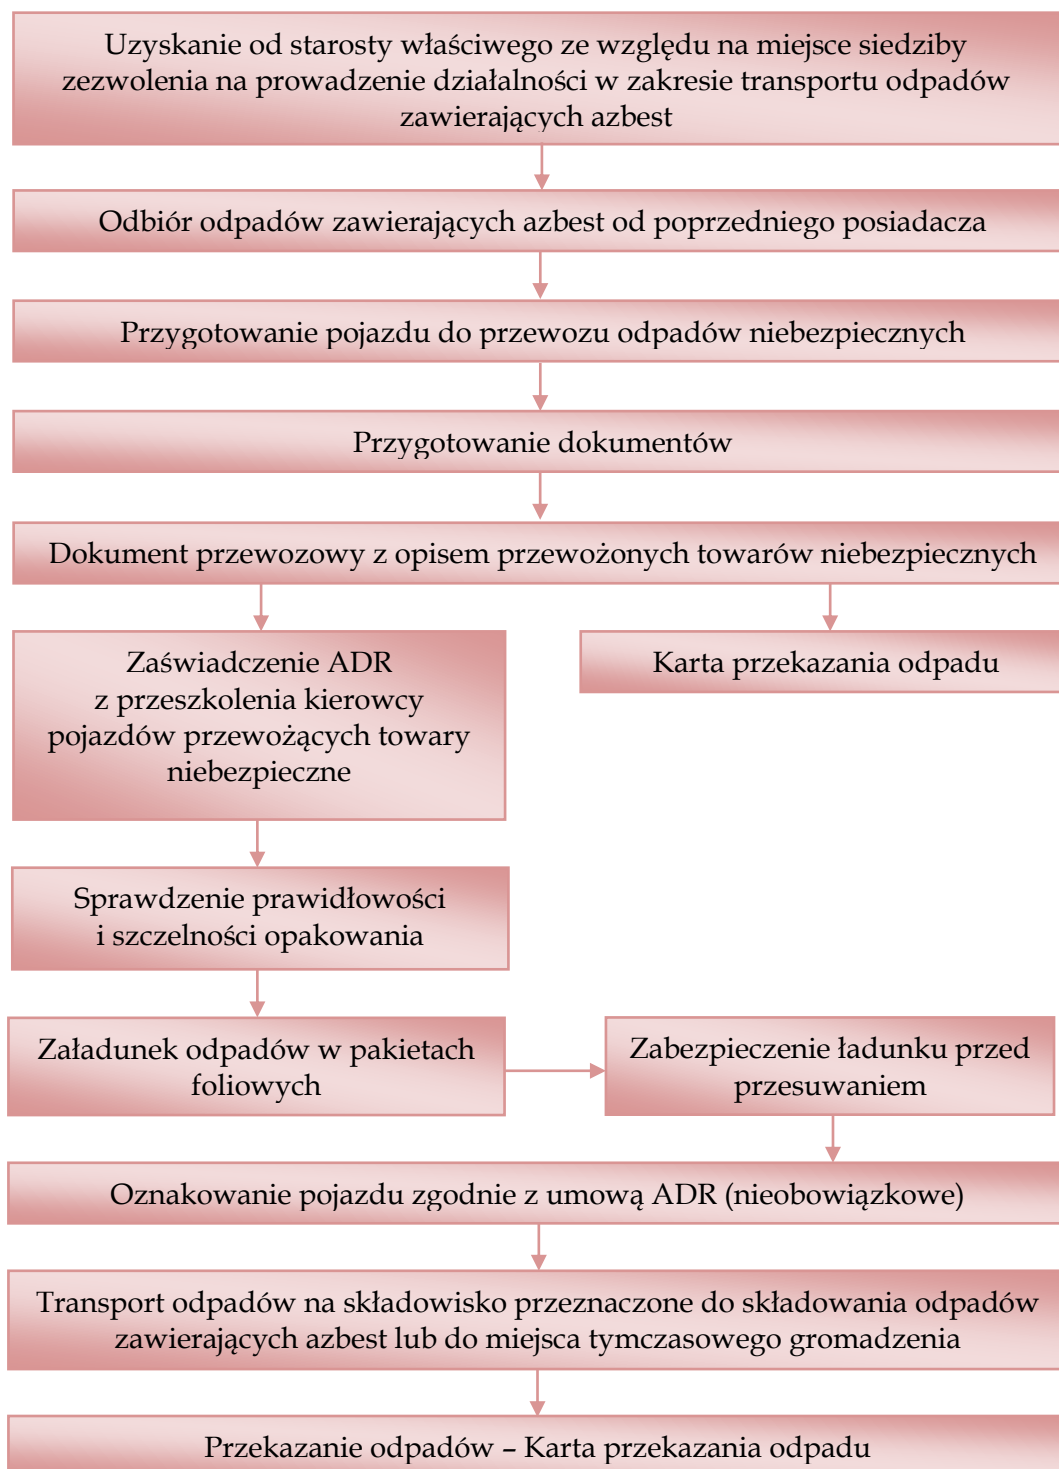 Uzyskanie od starosty właściwego ze względu na miejsce siedziby
zezwolenia na prowadzenie działalności w zakresie transportu odpadów
zawierających azbest
Odbiór odpadów zawierających azbest od poprzedniego posiadacza
Przygotowanie pojazdu do przewozu odpadów niebezpiecznych
Przygotowanie dokumentów
Dokument przewozowy z opisem przewożonych towarów niebezpiecznych
Zaświadczenie ADR
z przeszkolenia kierowcy
pojazdów przewożących towary
niebezpieczne
Karta przekazania odpadu
Sprawdzenie prawidłowości
i szczelności opakowania
Załadunek odpadów w pakietach
foliowych
Zabezpieczenie ładunku przed
przesuwaniem
Oznakowanie pojazdu zgodnie z umową ADR (nieobowiązkowe)
Transport odpadów na składowisko przeznaczone do składowania odpadów
zawierających azbest lub do miejsca tymczasowego gromadzenia
Przekazanie odpadów – Karta przekazania odpadu